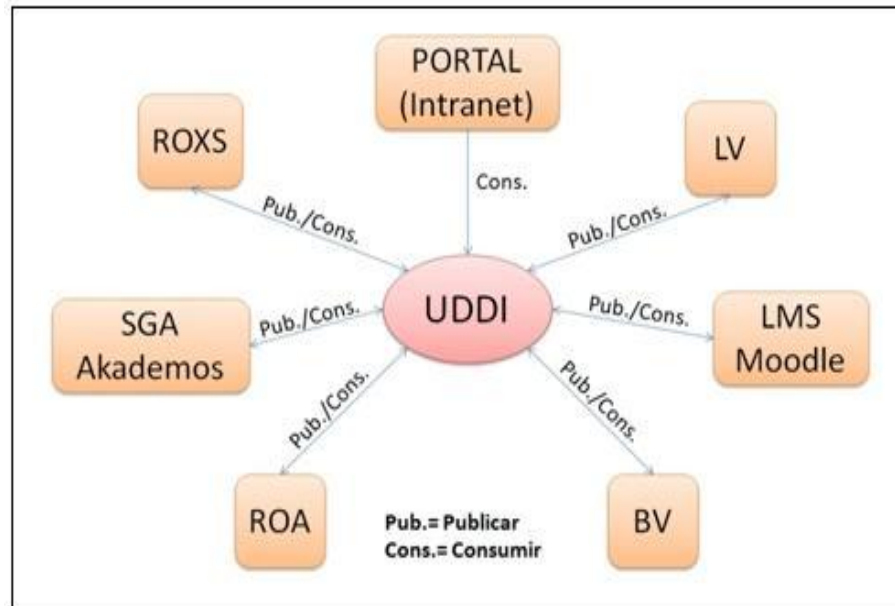 PORTAL
(Intranet)
ROXS
LV
Cons.
Pub./Cons.
Pub./Cons.
SGA
Akademos
Pub./Cons.
UDDI
Pub./Cons.
LMS
Moodle
Pub./Cons.
Pub./Cons.
ROA
Pub.= Publicar
Cons.= Consumir
BV